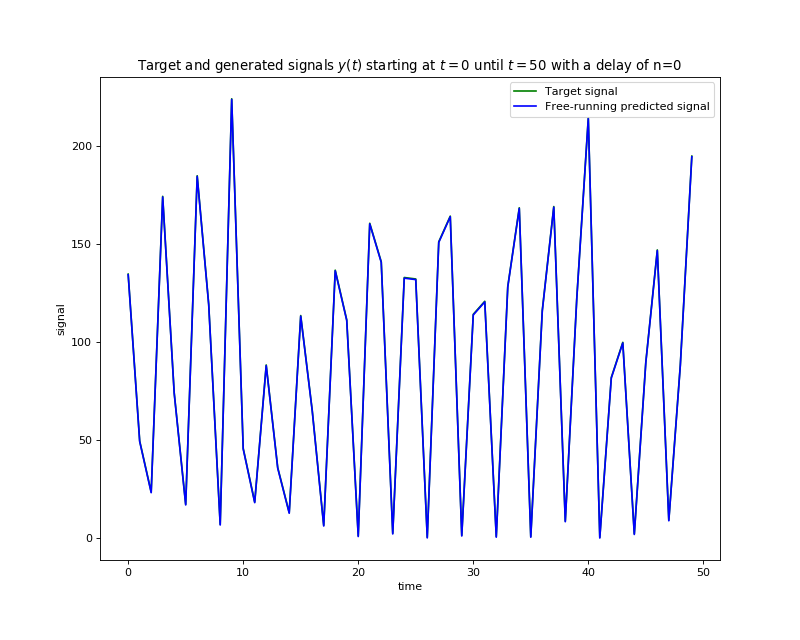 Target and generated signals y(t) starting at t = 0 until t = 50 with a delay of n=0
Target signal
Free-running predicted signal
signal
200
150
100
50
0
0 10 20 30 40 50
time